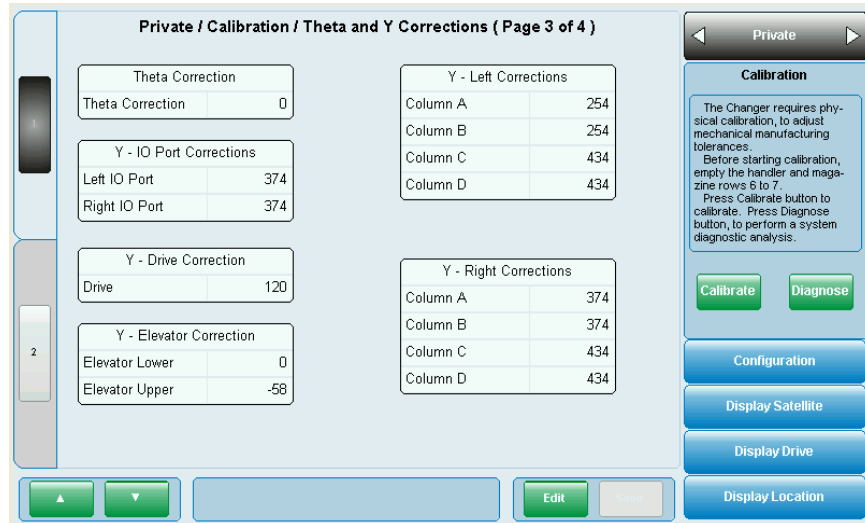 Private / Calibration / Theta and Y Corrections ( Page 3 of 4 )
1
2
Theta Correction
Theta Correction 0
Y - IO Port Corrections
Left IO Port 374
Right IO Port 374
Y - Drive Correction
Drive 120
Y - Elevator Correction
Elevator Lower 0
Elevator Upper -58
Y - Left Corrections
Column A 254
Column B 254
Column C 434
Column D 434
Y - Right Corrections
Column A 374
Column B 374
Column C 434
Column D 434
Edit
Save
Private
Calibration
The Changer requires phy-
sical calibration, to adjust
mechanical manufacturing
tolerances.
Before starting calibration,
empty the handler and maga-
zine rows 6 to 7.
Press Calibrate button to
calibrate. Press Diagnose
button, to perform a system
diagnostic analysis.
Calibrate
Diagnose
Configuration
Display Satellite
Display Drive
Display Location